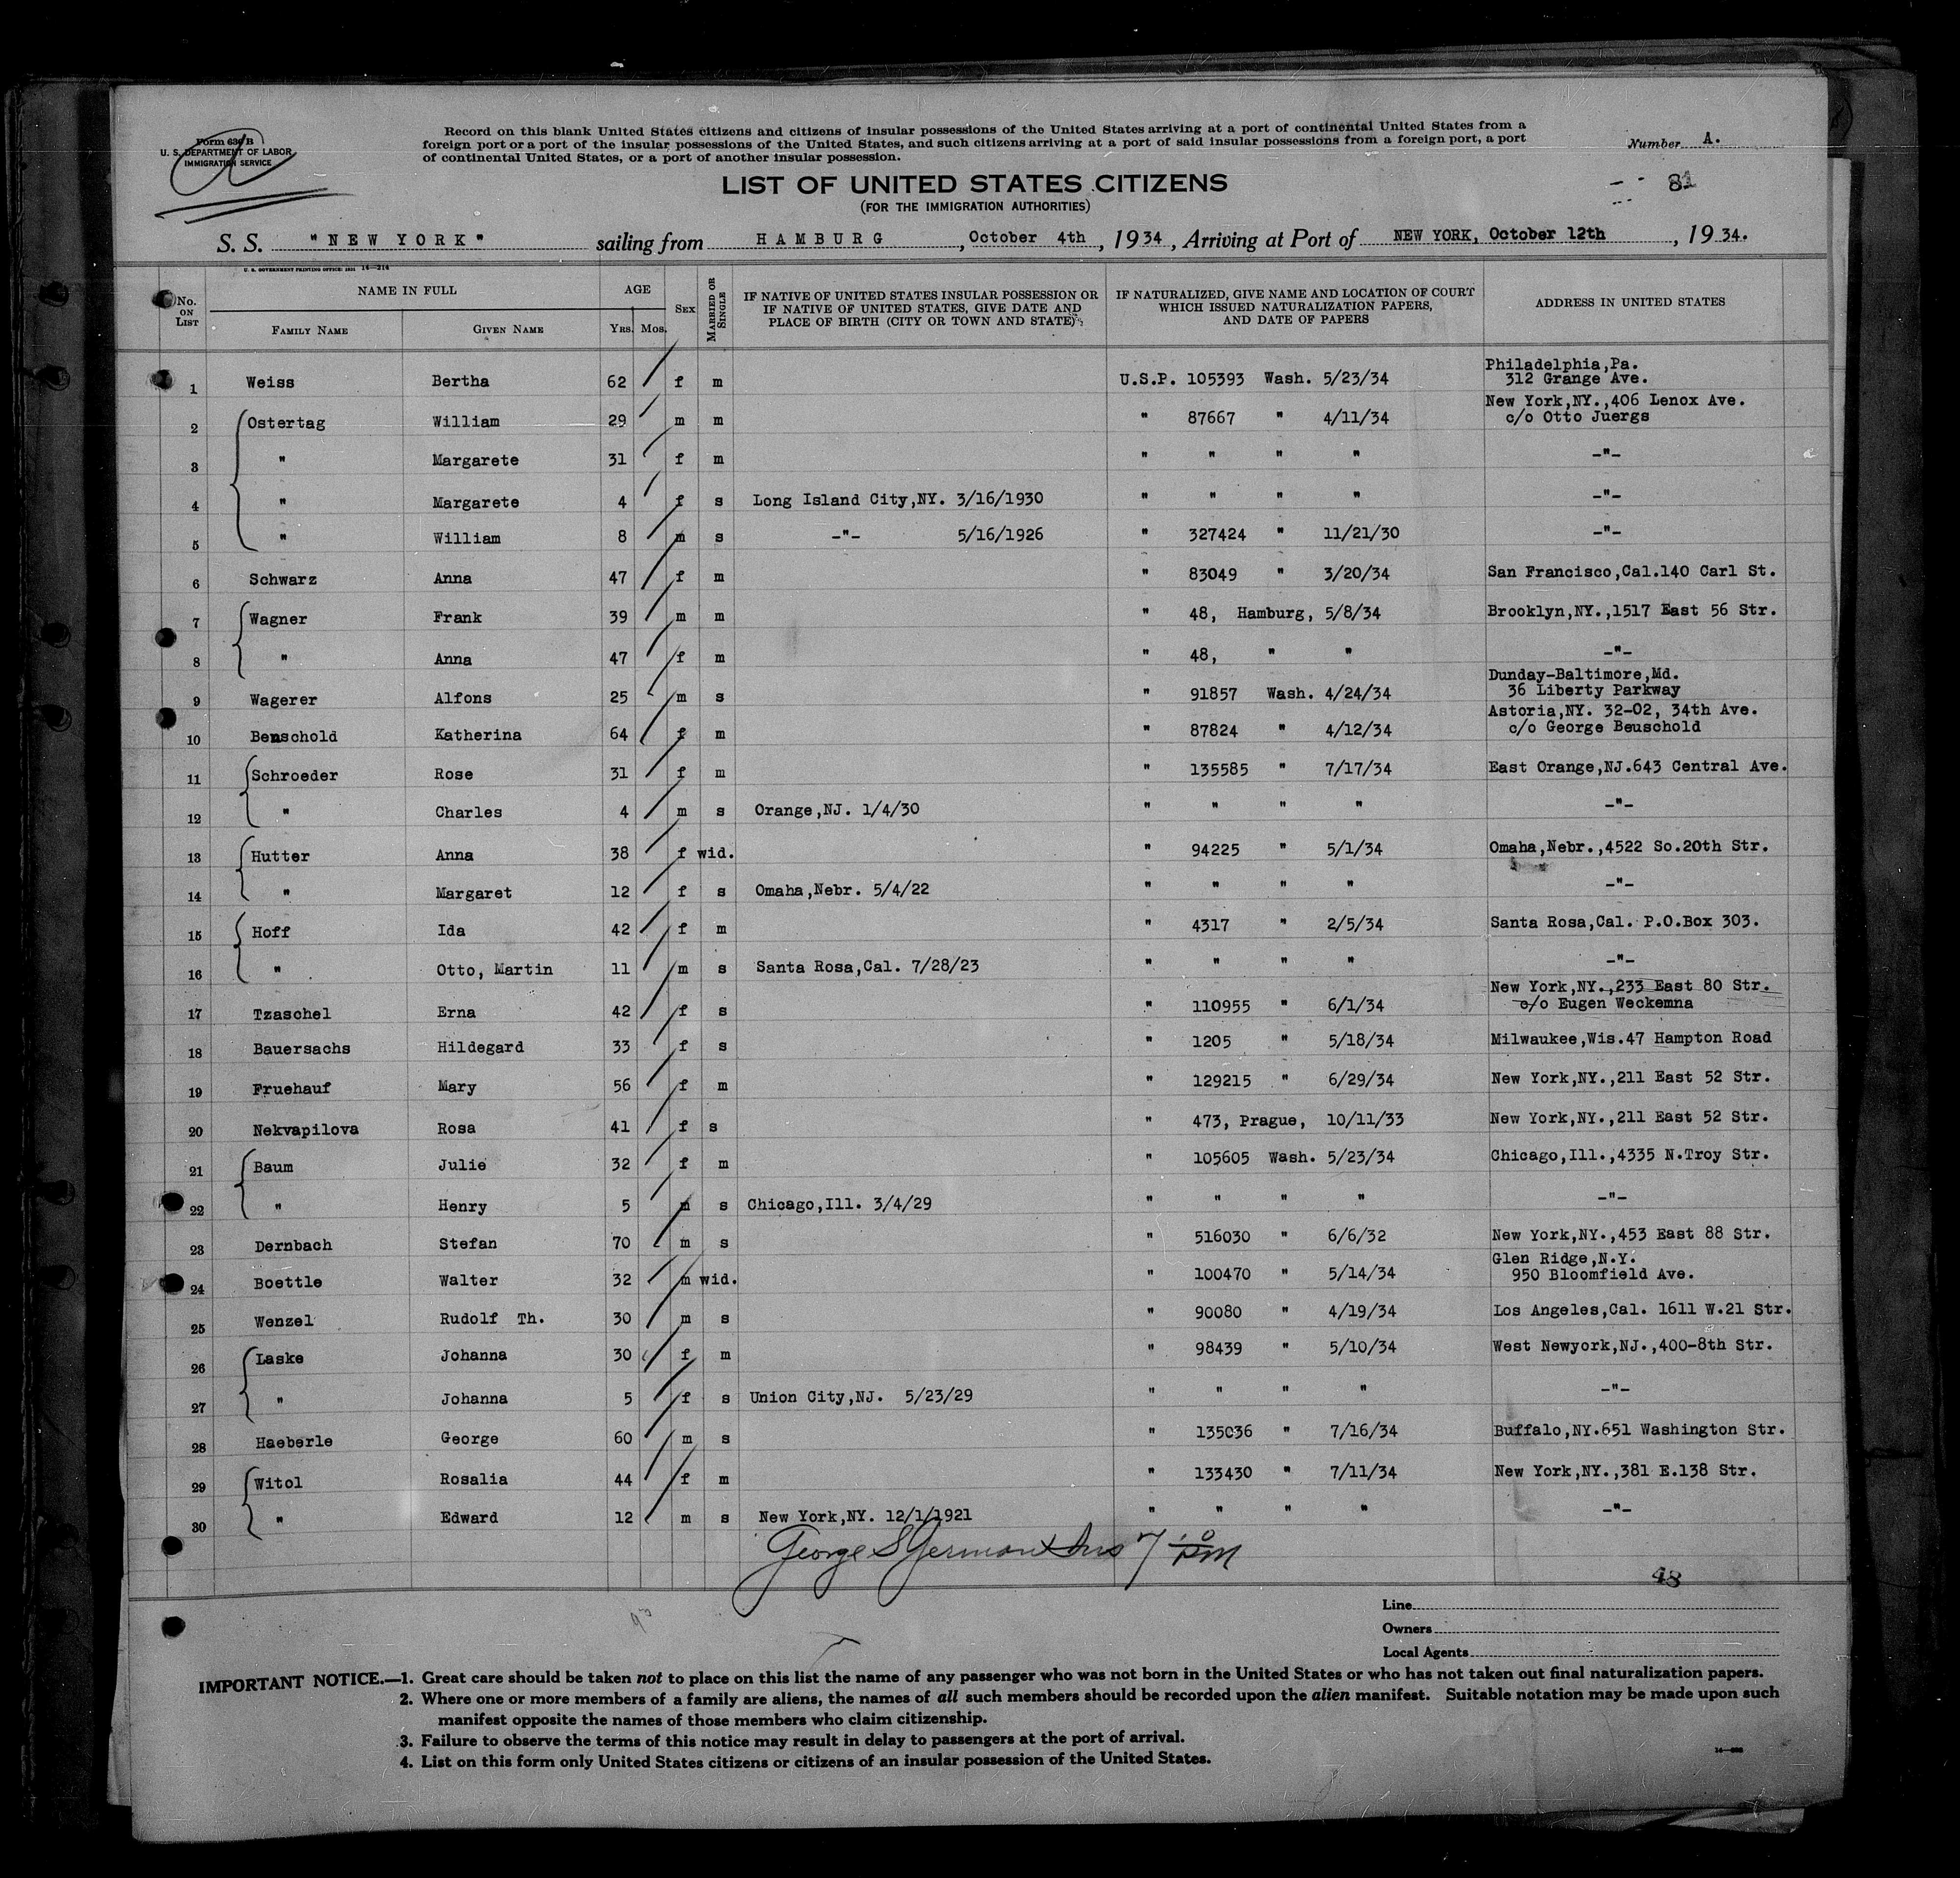 Form 630 B
U. S. DEPARTMENT OF LABOR
IMMIGRATION SERVICE
Record on this blank United States citizens and citizens of insular possessions of the United States arriving at a port of continental United States from a
foreign port or a port of the insular possessions of the United States, and such citizens arriving at a port of said insular possessions from a foreign port, a port
of continental United States, or a port of another insular possession.
Number A.
LIST OF UNITED STATES CITIZENS
(FOR THE IMMIGRATION AUTHORITIES)
81
S. S. "NEW YORK" sailing from HAMBURG, October 4th, 1934, Arriving at Port of NEW YORK, October 12th, 1934.
U. S. GOVERNMENT PRINTING OFFICE: 1931 14—214
No. ON LIST
NAME IN FULL
FAMILY NAME GIVEN NAME
AGE
YRS. MOS.
SEX
MARRIED OR SINGLE
IF NATIVE OF UNITED STATES INSULAR POSSESSION OR
IF NATIVE OF UNITED STATES, GIVE DATE AND
PLACE OF BIRTH (CITY OR TOWN AND STATE)
IF NATURALIZED, GIVE NAME AND LOCATION OF COURT
WHICH ISSUED NATURALIZATION PAPERS,
AND DATE OF PAPERS
ADDRESS IN UNITED STATES
1 Weiss Bertha 62 f m U.S.P. 105393 Wash. 5/23/34 Philadelphia,Pa.
312 Grange Ave.
2 Ostertag William 29 m m " 87667 " 4/11/34 New York,NY.,406 Lenox Ave.
c/o Otto Juergs
3 " Margarete 31 f m " " " " -"-
4 " Margarete 4 f s Long Island City,NY. 3/16/1930 " " " " -"-
5 " William 8 m s -"- 5/16/1926 " 327424 " 11/21/30 -"-
6 Schwarz Anna 47 f m " 83049 " 3/20/34 San Francisco,Cal.140 Carl St.
7 Wagner Frank 39 m m " 48, Hamburg, 5/8/34 Brooklyn,NY.,1517 East 56 Str.
8 " Anna 47 f m " 48, " " -"-
9 Wagerer Alfons 25 m s " 91857 Wash. 4/24/34 Dunday-Baltimore,Md.
36 Liberty Parkway
10 Benschold Katherina 64 f m " 87824 " 4/12/34 Astoria,NY. 32-02, 34th Ave.
c/o George Beuschold
11 Schroeder Rose 31 f m " 135585 " 7/17/34 East Orange,NJ.643 Central Ave.
12 " Charles 4 m s Orange,NJ. 1/4/30 " " " " -"-
13 Hutter Anna 38 f wid. " 94225 " 5/1/34 Omaha,Nebr.,4522 So.20th Str.
14 " Margaret 12 f s Omaha,Nebr. 5/4/22 " " " " -"-
15 Hoff Ida 42 f m " 4317 " 2/5/34 Santa Rosa,Cal. P.O.Box 303.
16 " Otto, Martin 11 m s Santa Rosa,Cal. 7/28/23 " " " " -"-
17 Tzaschel Erna 42 f s " 110955 " 6/1/34 New York,NY.,233 East 80 Str.
c/o Eugen Weckemna
18 Bauersachs Hildegard 33 f s " 1205 " 5/18/34 Milwaukee,Wis.47 Hampton Road
19 Fruehauf Mary 56 f m " 129215 " 6/29/34 New York,NY.,211 East 52 Str.
20 Nekvapilova Rosa 41 f s " 473, Prague, 10/11/33 New York,NY.,211 East 52 Str.
21 Baum Julie 32 f m " 105605 Wash. 5/23/34 Chicago,Ill.,4335 N.Troy Str.
22 " Henry 5 m s Chicago,Ill. 3/4/29 " " " " -"-
23 Dernbach Stefan 70 m s " 516030 " 6/6/32 New York,NY.,453 East 88 Str.
24 Boettle Walter 32 m wid. " 100470 " 5/14/34 Glen Ridge,N.Y.
950 Bloomfield Ave.
25 Wenzel Rudolf Th. 30 m s " 90080 " 4/19/34 Los Angeles,Cal. 1611 W.21 Str.
26 Laske Johanna 30 f m " 98439 " 5/10/34 West Newyork,NJ.,400-8th Str.
27 " Johanna 5 f s Union City,NJ. 5/23/29 " " " " -"-
28 Haeberle George 60 m s " 135036 " 7/16/34 Buffalo,NY.651 Washington Str.
29 Witol Rosalia 44 f m " 133430 " 7/11/34 New York,NY.,381 E.138 Str.
30 " Edward 12 m s New York,NY. 12/1/1921 " " " " -"-
George S German Ins 7 PM
48
Line
Owners
Local Agents
IMPORTANT NOTICE.—1. Great care should be taken not to place on this list the name of any passenger who was not born in the United States or who has not taken out final naturalization papers.
2. Where one or more members of a family are aliens, the names of all such members should be recorded upon the alien manifest. Suitable notation may be made upon such
manifest opposite the names of those members who claim citizenship.
3. Failure to observe the terms of this notice may result in delay to passengers at the port of arrival.
4. List on this form only United States citizens or citizens of an insular possession of the United States.